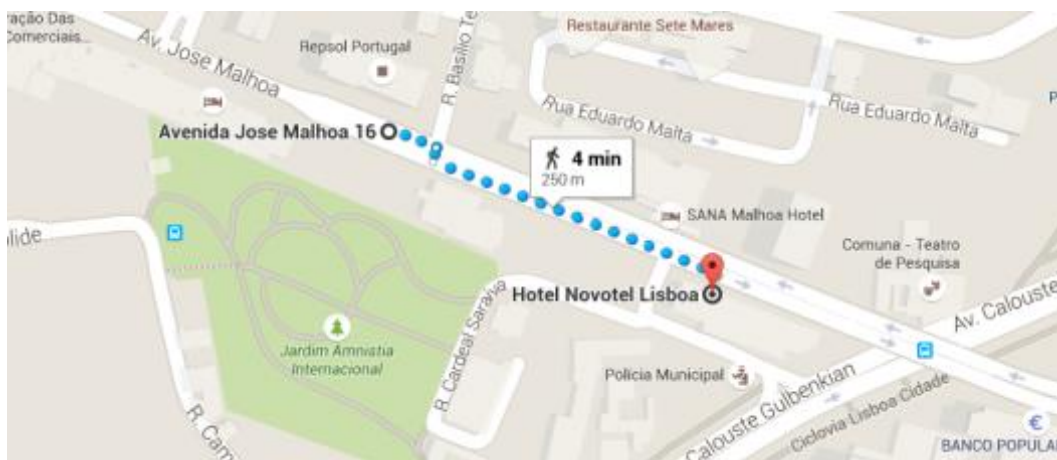 ração Das
Comerciais...
Av. Jose Malhoa
Repsol Portugal
R. Basílio Te
Restaurante Sete Mares
Rua Eduardo Malta
Rua Eduardo Malta
P
Avenida Jose Malhoa 16
4 min
250 m
SANA Malhoa Hotel
Comuna - Teatro
de Pesquisa
olide
Hotel Novotel Lisboa
Av. Calouste
Jardim Amnistia
Internacional
R. Cardeal Saraiva
Policia Municipal
Calouste Gulbenkian
Ciclovia Lisboa Cidade
R. Cam
€
BANCO POPULA